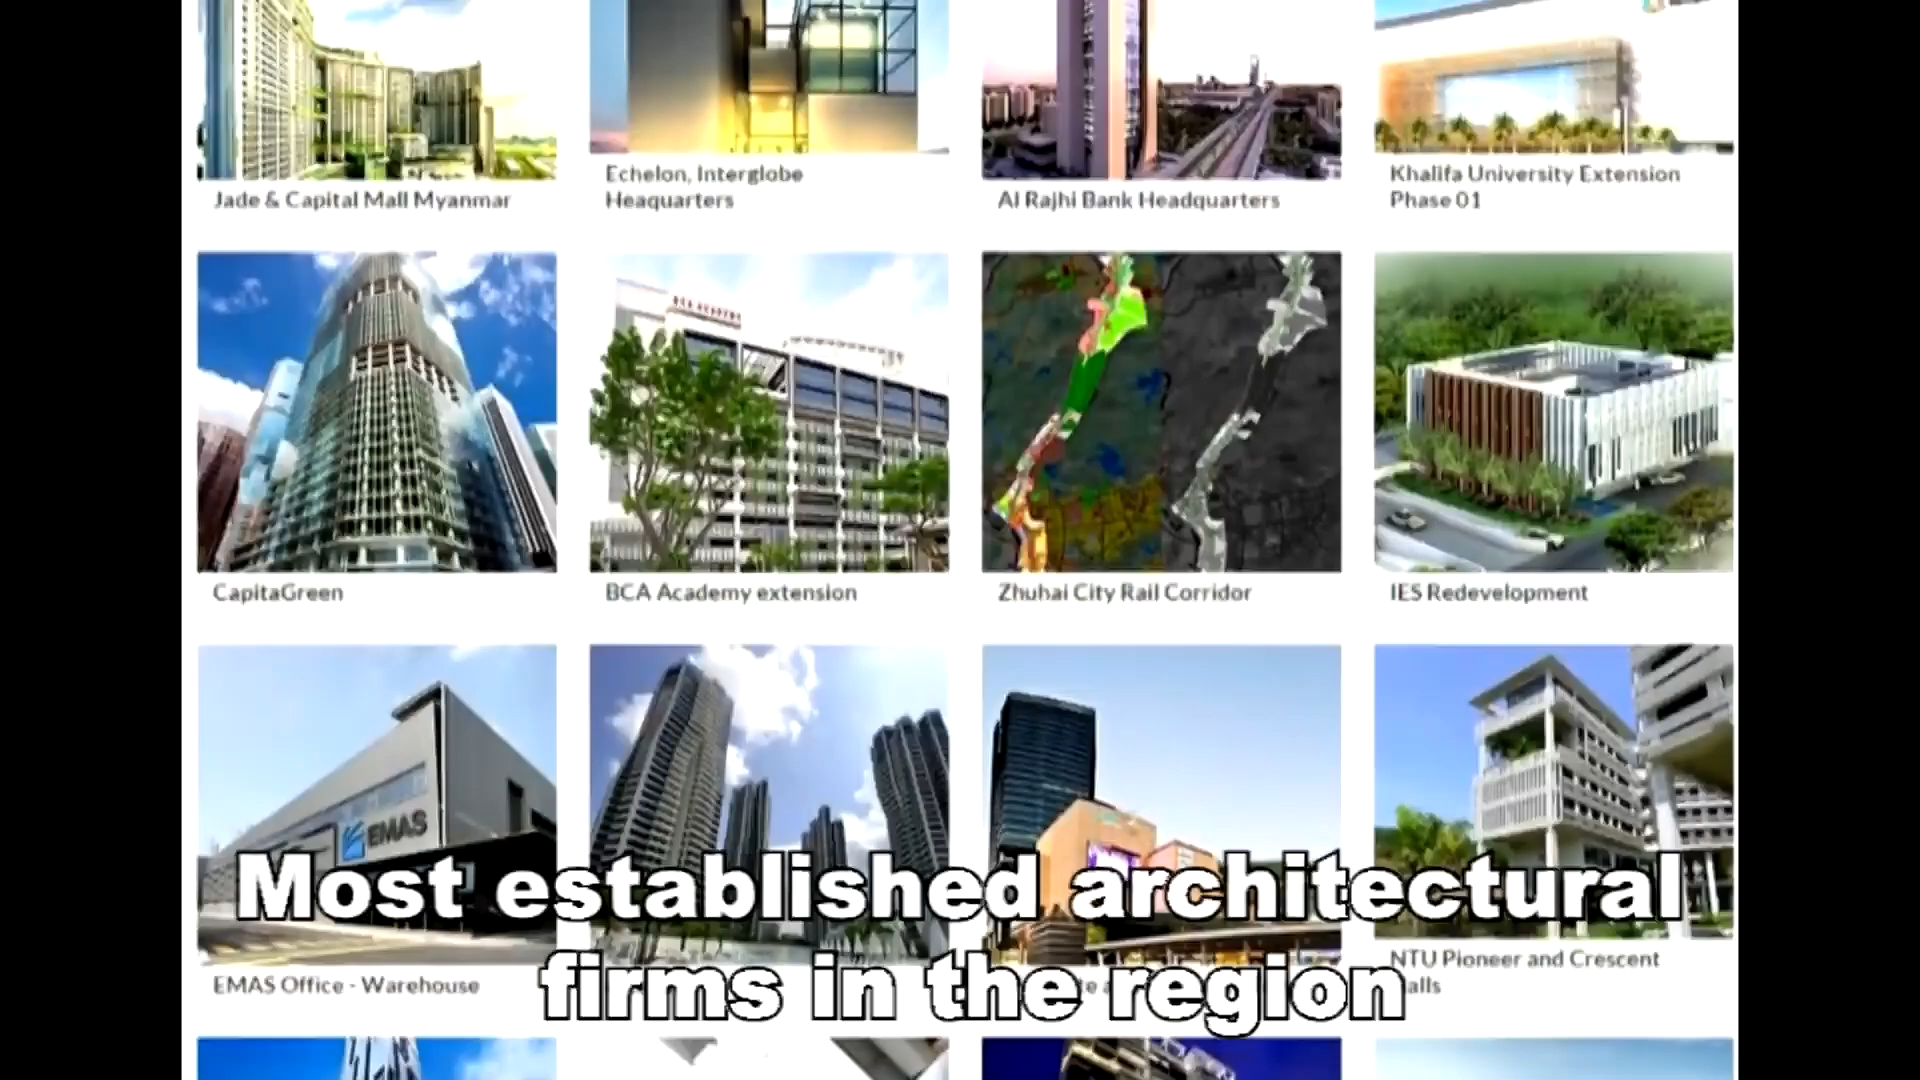 Jade & Capital Mall Myanmar
Echelon, Interglobe
Heaquarters
Al Rajhi Bank Headquarters
Khalifa University Extension
Phase 01
CapitaGreen
BCA ACADEMY
BCA Academy extension
Zhuhai City Rail Corridor
IES Redevelopment
EMAS
EMAS Office - Warehouse
NTU Pioneer and Crescent
Most established architectural
firms in the region